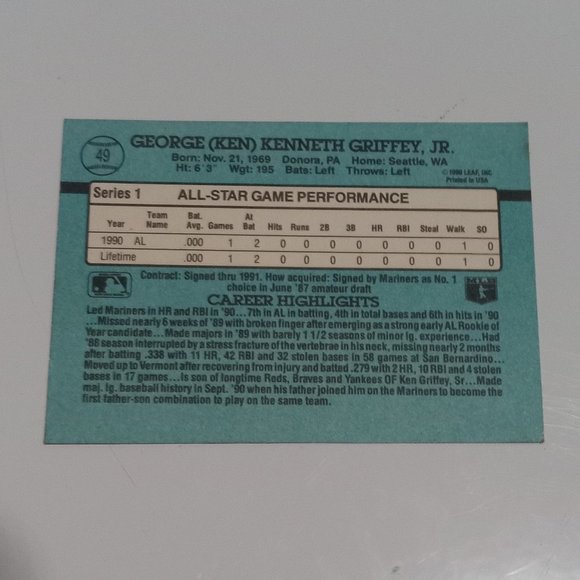 49
GEORGE (KEN) KENNETH GRIFFEY, JR.
Born: Nov. 21, 1969 Donora, PA Home: Seattle, WA
Ht: 6'3" Wgt: 195 Bats: Left Throws: Left
© 1990 LEAF, INC.
Printed in USA
Series 1 ALL-STAR GAME PERFORMANCE
Year Team Name Bat. Avg. Games At Bat Hits Runs 2B 3B HR RBI Steal Walk SO
1990 AL .000 1 2 0 0 0 0 0 0 0 1 0
Lifetime .000 1 2 0 0 0 0 0 0 0 1 0
Contract: Signed thru 1991. How acquired: Signed by Mariners as No. 1
choice in June '87 amateur draft
CAREER HIGHLIGHTS
Led Mariners in HR and RBI in '90...7th in AL in batting, 4th in total bases and 6th in hits in '90
...Missed nearly 6 weeks of '89 with broken finger after emerging as a strong early AL Rookie of
Year candidate...Made majors in '89 with barely 1 1/2 seasons of minor lg. experience...Had
'88 season interrupted by a stress fracture of the vertebrae in his neck, missing nearly 2 months
after batting .338 with 11 HR, 42 RBI and 32 stolen bases in 58 games at San Bernardino...
Moved up to Vermont after recovering from injury and batted .279 with 2 HR, 10 RBI and 4 stolen
bases in 17 games...Is son of longtime Reds, Braves and Yankees OF Ken Griffey, Sr...Made
maj. lg. baseball history in Sept. '90 when his father joined him on the Mariners to become the
first father-son combination to play on the same team.